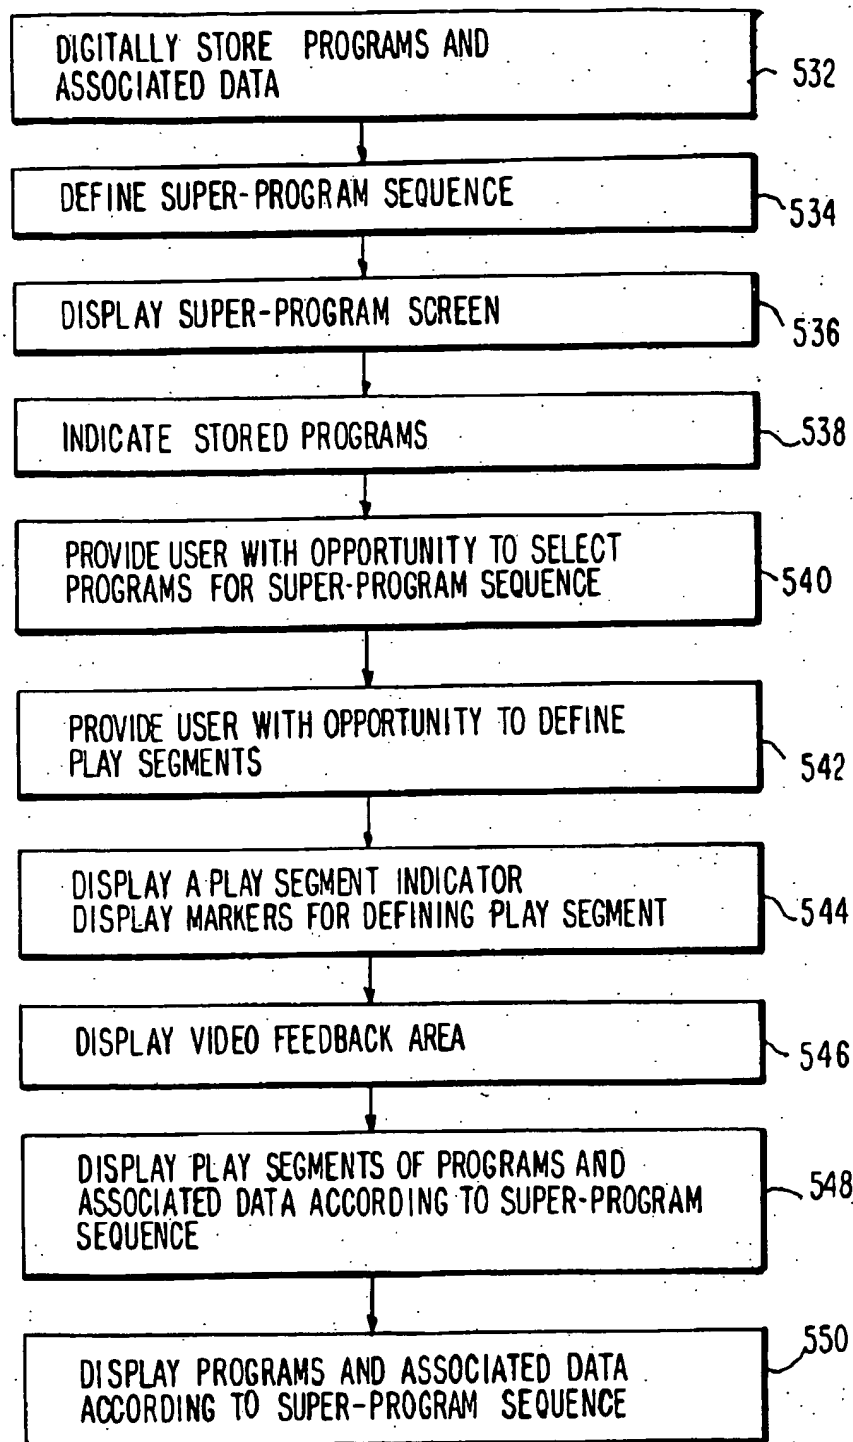 DIGITALLY STORE PROGRAMS AND
ASSOCIATED DATA
532
DEFINE SUPER-PROGRAM SEQUENCE
534
DISPLAY SUPER-PROGRAM SCREEN
536
INDICATE STORED PROGRAMS
538
PROVIDE USER WITH OPPORTUNITY TO SELECT
PROGRAMS FOR SUPER-PROGRAM SEQUENCE
540
PROVIDE USER WITH OPPORTUNITY TO DEFINE
PLAY SEGMENTS
542
DISPLAY A PLAY SEGMENT INDICATOR
DISPLAY MARKERS FOR DEFINING PLAY SEGMENT
544
DISPLAY VIDEO FEEDBACK AREA
546
DISPLAY PLAY SEGMENTS OF PROGRAMS AND
ASSOCIATED DATA ACCORDING TO SUPER-PROGRAM
SEQUENCE
548
DISPLAY PROGRAMS AND ASSOCIATED DATA
ACCORDING TO SUPER-PROGRAM SEQUENCE
550